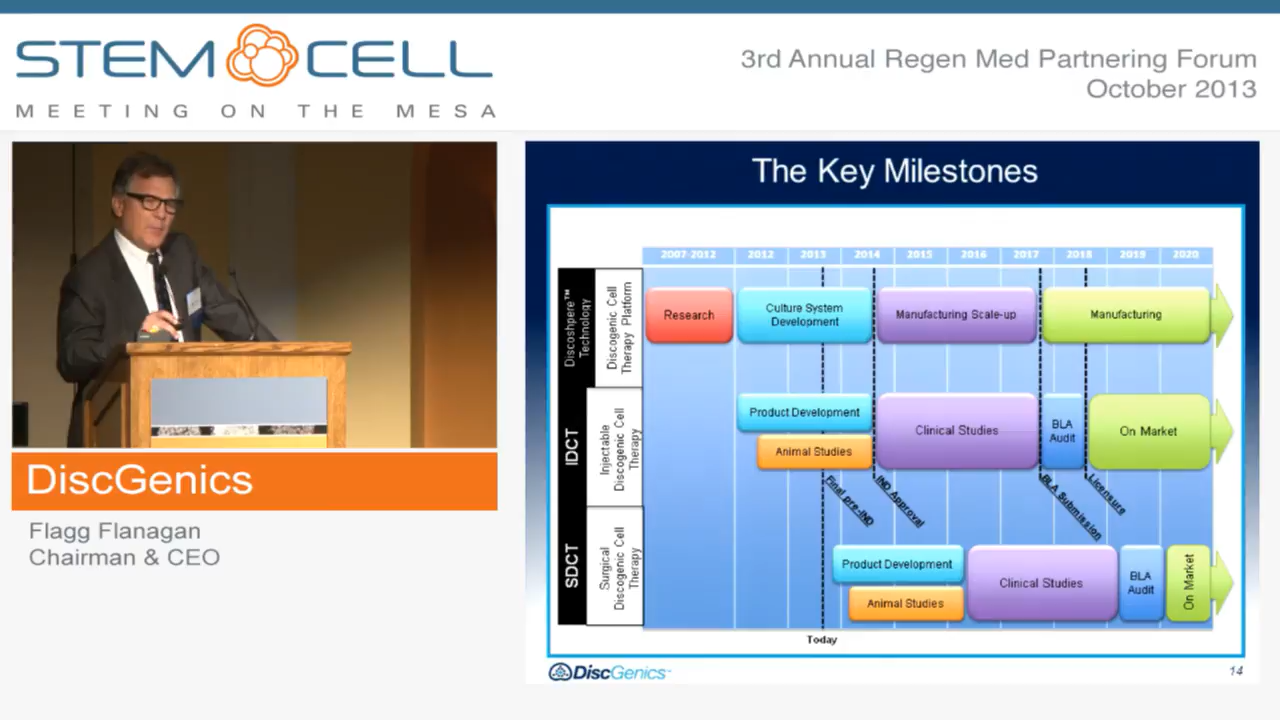 STEM CELL
MEETING ON THE MESA
3rd Annual Regen Med Partnering Forum
October 2013
DiscGenics
Flagg Flanagan
Chairman & CEO
The Key Milestones
2007-2012 2012 2013 2014 2015 2016 2017 2018 2019 2020
Discoshpere™
Technology
Discogenic Cell
Therapy Platform
Research
Culture System
Development
Manufacturing Scale-up
Manufacturing
IDCT
Injectable
Discogenic Cell
Therapy
Product Development
Animal Studies
Clinical Studies
BLA
Audit
On Market
Final pre-IND
IND Approval
BLA Submission
Licensure
SDCT
Surgical
Discogenic Cell
Therapy
Product Development
Animal Studies
Clinical Studies
BLA
Audit
On Market
Today
DiscGenics
14